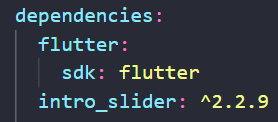 dependencies:
  flutter:
    sdk: flutter
  intro_slider: ^2.2.9